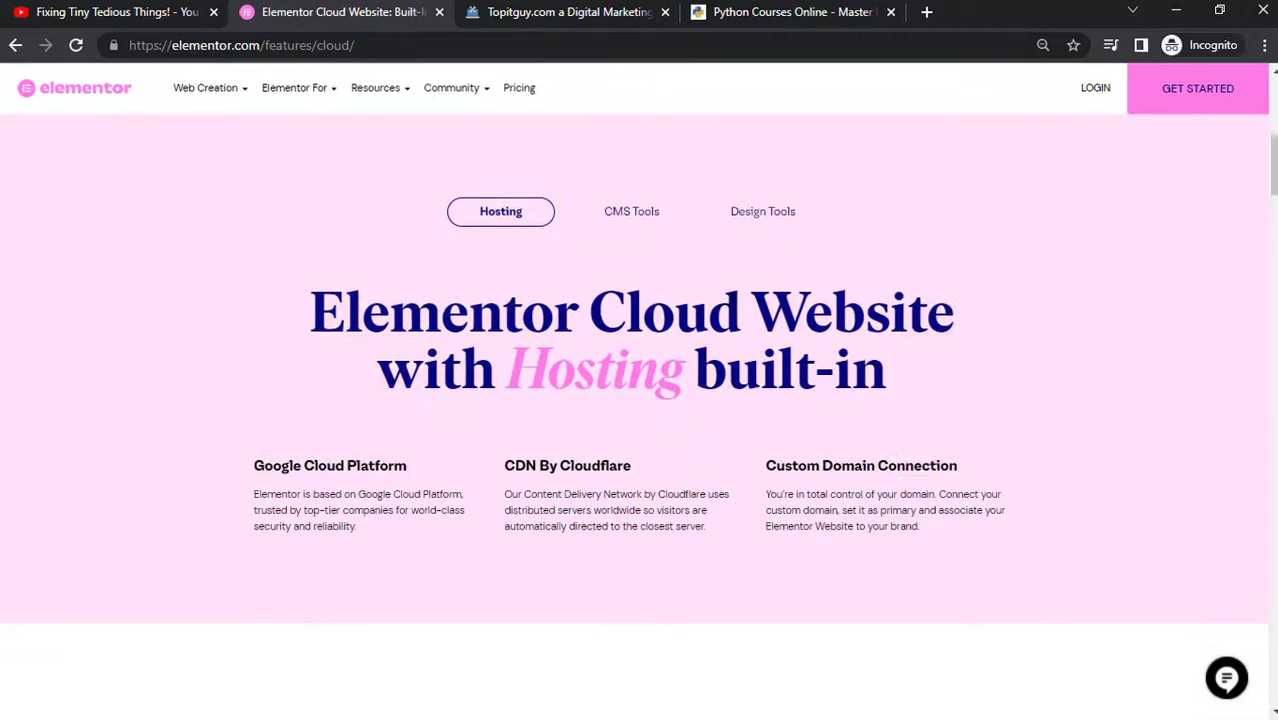 Fixing Tiny Tedious Things! - You
Elementor Cloud Website: Built-I
Topitguy.com a Digital Marketing
Python Courses Online - Master
https://elementor.com/features/cloud/
Incognito
elementor
Web Creation
Elementor For
Resources
Community
Pricing
LOGIN
GET STARTED
Hosting
CMS Tools
Design Tools
Elementor Cloud Website
with Hosting built-in
Google Cloud Platform
Elementor is based on Google Cloud Platform,
trusted by top-tier companies for world-class
security and reliability.
CDN By Cloudflare
Our Content Delivery Network by Cloudflare uses
distributed servers worldwide so visitors are
automatically directed to the closest server.
Custom Domain Connection
You're in total control of your domain. Connect your
custom domain, set it as primary and associate your
Elementor Website to your brand.